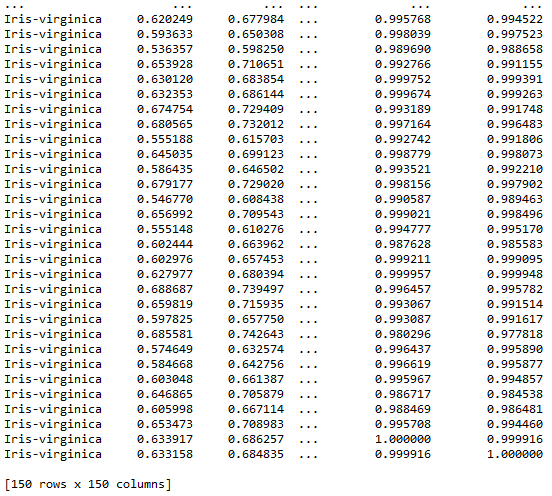 ... ... ... ... ... ...
Iris-virginica 0.620249 0.677984 ... 0.995768 0.994522
Iris-virginica 0.593633 0.650308 ... 0.998039 0.997523
Iris-virginica 0.536357 0.598250 ... 0.989690 0.988658
Iris-virginica 0.653928 0.710651 ... 0.992766 0.991155
Iris-virginica 0.630120 0.683854 ... 0.999752 0.999391
Iris-virginica 0.632353 0.686144 ... 0.999674 0.999263
Iris-virginica 0.674754 0.729409 ... 0.993189 0.991748
Iris-virginica 0.680565 0.732012 ... 0.997164 0.996483
Iris-virginica 0.555188 0.615703 ... 0.992742 0.991806
Iris-virginica 0.645035 0.699123 ... 0.998779 0.998073
Iris-virginica 0.586435 0.646502 ... 0.993521 0.992210
Iris-virginica 0.679177 0.729020 ... 0.998156 0.997902
Iris-virginica 0.546770 0.608438 ... 0.990587 0.989463
Iris-virginica 0.656992 0.709543 ... 0.999021 0.998496
Iris-virginica 0.555148 0.610276 ... 0.994777 0.995170
Iris-virginica 0.602444 0.663962 ... 0.987628 0.985583
Iris-virginica 0.602976 0.657453 ... 0.999211 0.999095
Iris-virginica 0.627977 0.680394 ... 0.999957 0.999948
Iris-virginica 0.688687 0.739497 ... 0.996457 0.995782
Iris-virginica 0.659819 0.715935 ... 0.993067 0.991514
Iris-virginica 0.597825 0.657750 ... 0.993087 0.991617
Iris-virginica 0.685581 0.742643 ... 0.980296 0.977818
Iris-virginica 0.574649 0.632574 ... 0.996437 0.995890
Iris-virginica 0.584668 0.642756 ... 0.996619 0.995877
Iris-virginica 0.603048 0.661387 ... 0.995967 0.994857
Iris-virginica 0.646865 0.705879 ... 0.986717 0.984538
Iris-virginica 0.605998 0.667114 ... 0.988469 0.986481
Iris-virginica 0.653473 0.708983 ... 0.995708 0.994460
Iris-virginica 0.633917 0.686257 ... 1.000000 0.999916
Iris-virginica 0.633158 0.684835 ... 0.999916 1.000000
[150 rows x 150 columns]